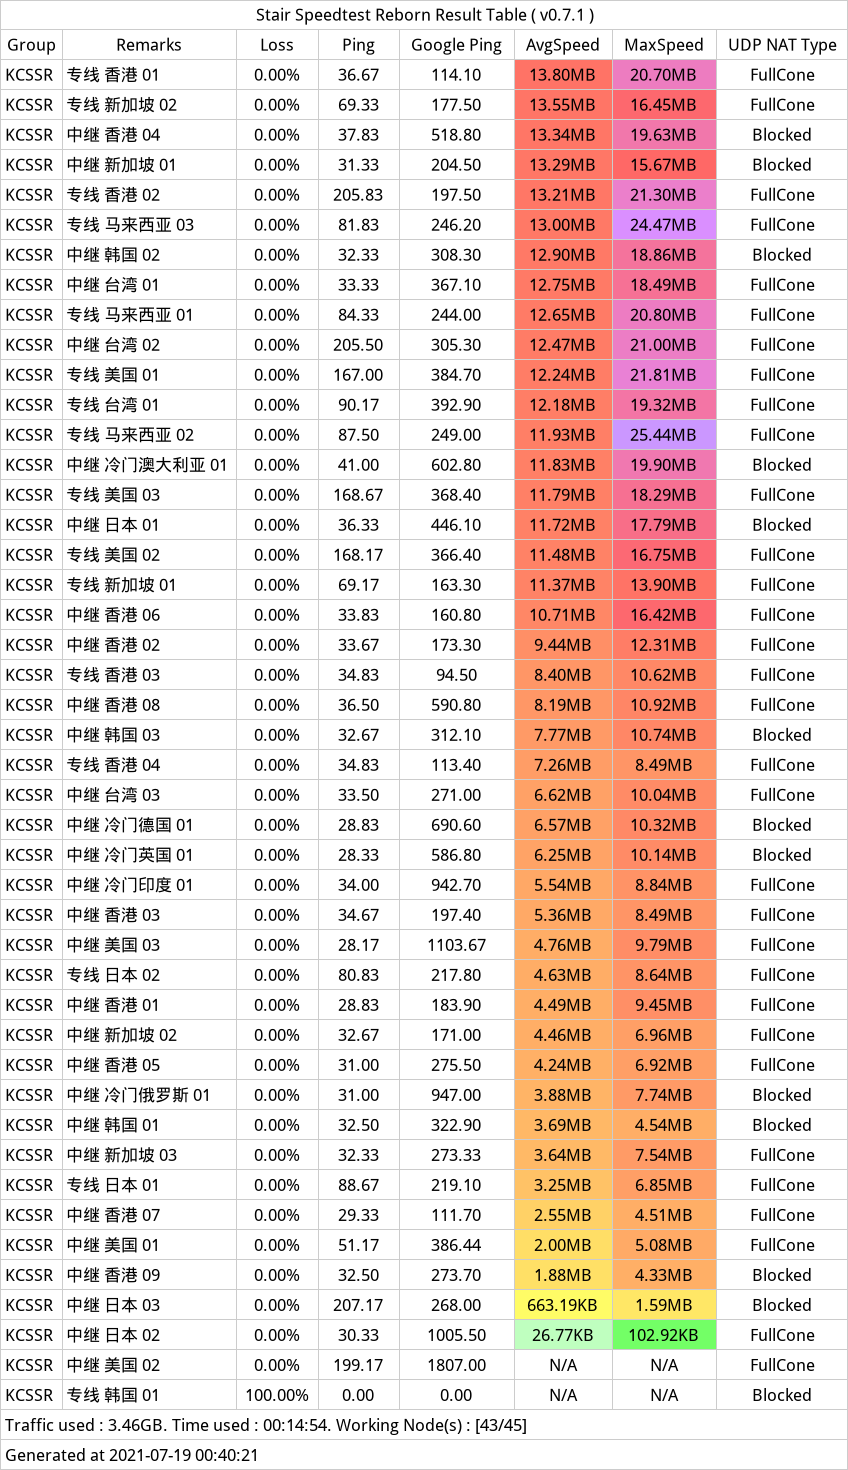 Stair Speedtest Reborn Result Table ( v0.7.1 )
Group Remarks Loss Ping Google Ping AvgSpeed MaxSpeed UDP NAT Type
KCSSR 专线 香港 01 0.00% 36.67 114.10 13.80MB 20.70MB FullCone
KCSSR 专线 新加坡 02 0.00% 69.33 177.50 13.55MB 16.45MB FullCone
KCSSR 中继 香港 04 0.00% 37.83 518.80 13.34MB 19.63MB Blocked
KCSSR 中继 新加坡 01 0.00% 31.33 204.50 13.29MB 15.67MB Blocked
KCSSR 专线 香港 02 0.00% 205.83 197.50 13.21MB 21.30MB FullCone
KCSSR 专线 马来西亚 03 0.00% 81.83 246.20 13.00MB 24.47MB FullCone
KCSSR 中继 韩国 02 0.00% 32.33 308.30 12.90MB 18.86MB Blocked
KCSSR 中继 台湾 01 0.00% 33.33 367.10 12.75MB 18.49MB FullCone
KCSSR 专线 马来西亚 01 0.00% 84.33 244.00 12.65MB 20.80MB FullCone
KCSSR 中继 台湾 02 0.00% 205.50 305.30 12.47MB 21.00MB FullCone
KCSSR 专线 美国 01 0.00% 167.00 384.70 12.24MB 21.81MB FullCone
KCSSR 专线 台湾 01 0.00% 90.17 392.90 12.18MB 19.32MB FullCone
KCSSR 专线 马来西亚 02 0.00% 87.50 249.00 11.93MB 25.44MB FullCone
KCSSR 中继 冷门澳大利亚 01 0.00% 41.00 602.80 11.83MB 19.90MB Blocked
KCSSR 专线 美国 03 0.00% 168.67 368.40 11.79MB 18.29MB FullCone
KCSSR 中继 日本 01 0.00% 36.33 446.10 11.72MB 17.79MB Blocked
KCSSR 专线 美国 02 0.00% 168.17 366.40 11.48MB 16.75MB FullCone
KCSSR 专线 新加坡 01 0.00% 69.17 163.30 11.37MB 13.90MB FullCone
KCSSR 中继 香港 06 0.00% 33.83 160.80 10.71MB 16.42MB FullCone
KCSSR 中继 香港 02 0.00% 33.67 173.30 9.44MB 12.31MB FullCone
KCSSR 专线 香港 03 0.00% 34.83 94.50 8.40MB 10.62MB FullCone
KCSSR 中继 香港 08 0.00% 36.50 590.80 8.19MB 10.92MB FullCone
KCSSR 中继 韩国 03 0.00% 32.67 312.10 7.77MB 10.74MB Blocked
KCSSR 专线 香港 04 0.00% 34.83 113.40 7.26MB 8.49MB FullCone
KCSSR 中继 台湾 03 0.00% 33.50 271.00 6.62MB 10.04MB FullCone
KCSSR 中继 冷门德国 01 0.00% 28.83 690.60 6.57MB 10.32MB Blocked
KCSSR 中继 冷门英国 01 0.00% 28.33 586.80 6.25MB 10.14MB Blocked
KCSSR 中继 冷门印度 01 0.00% 34.00 942.70 5.54MB 8.84MB FullCone
KCSSR 中继 香港 03 0.00% 34.67 197.40 5.36MB 8.49MB FullCone
KCSSR 中继 美国 03 0.00% 28.17 1103.67 4.76MB 9.79MB FullCone
KCSSR 专线 日本 02 0.00% 80.83 217.80 4.63MB 8.64MB FullCone
KCSSR 中继 香港 01 0.00% 28.83 183.90 4.49MB 9.45MB FullCone
KCSSR 中继 新加坡 02 0.00% 32.67 171.00 4.46MB 6.96MB FullCone
KCSSR 中继 香港 05 0.00% 31.00 275.50 4.24MB 6.92MB FullCone
KCSSR 中继 冷门俄罗斯 01 0.00% 31.00 947.00 3.88MB 7.74MB Blocked
KCSSR 中继 韩国 01 0.00% 32.50 322.90 3.69MB 4.54MB Blocked
KCSSR 中继 新加坡 03 0.00% 32.33 273.33 3.64MB 7.54MB FullCone
KCSSR 专线 日本 01 0.00% 88.67 219.10 3.25MB 6.85MB FullCone
KCSSR 中继 香港 07 0.00% 29.33 111.70 2.55MB 4.51MB FullCone
KCSSR 中继 美国 01 0.00% 51.17 386.44 2.00MB 5.08MB FullCone
KCSSR 中继 香港 09 0.00% 32.50 273.70 1.88MB 4.33MB Blocked
KCSSR 中继 日本 03 0.00% 207.17 268.00 663.19KB 1.59MB Blocked
KCSSR 中继 日本 02 0.00% 30.33 1005.50 26.77KB 102.92KB FullCone
KCSSR 中继 美国 02 0.00% 199.17 1807.00 N/A N/A FullCone
KCSSR 专线 韩国 01 100.00% 0.00 0.00 N/A N/A Blocked
Traffic used : 3.46GB. Time used : 00:14:54. Working Node(s) : [43/45]
Generated at 2021-07-19 00:40:21